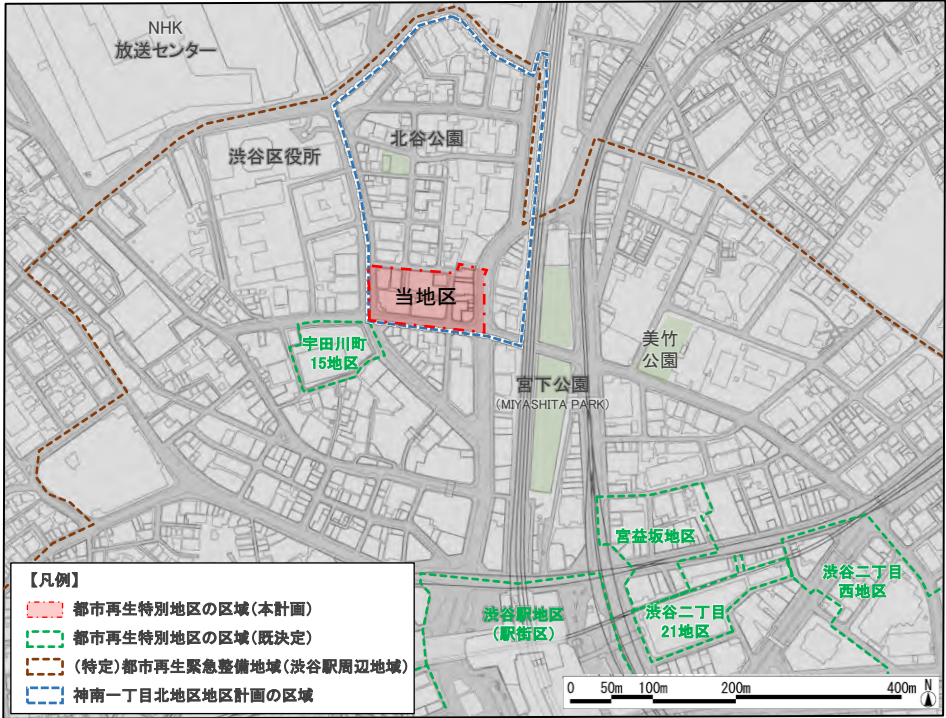 NHK
放送センター
北谷公園
渋谷区役所
当地区
宇田川町
15地区
美竹
公園
宮下公園
(MIYASHITA PARK)
宮益坂地区
渋谷二丁目
西地区
渋谷駅地区
(駅街区)
渋谷二丁目
21地区
【凡例】
都市再生特別地区の区域(本計画)
都市再生特別地区の区域(既決定)
(特定)都市再生緊急整備地域(渋谷駅周辺地域)
神南一丁目北地区地区計画の区域
0 50m 100m 200m 400m N